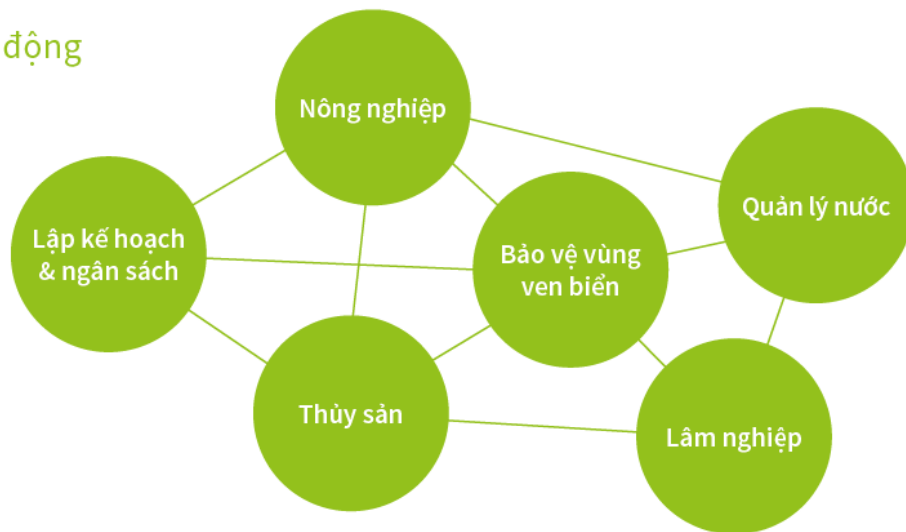 động
Nông nghiệp
Quản lý nước
Lập kế hoạch
& ngân sách
Bảo vệ vùng
ven biển
Thủy sản
Lâm nghiệp